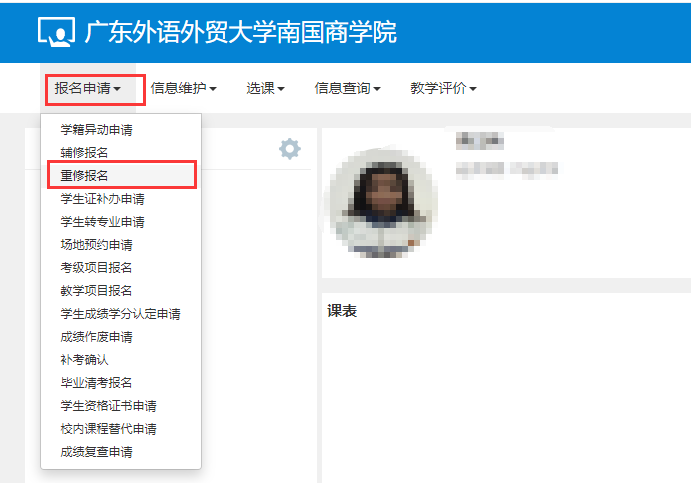 广东外语外贸大学南国商学院
报名申请 信息维护 选课 信息查询 教学评价
学籍异动申请
辅修报名
重修报名
学生证补办申请
学生转专业申请
场地预约申请
考级项目报名
教学项目报名
学生成绩学分认定申请
成绩作废申请
补考确认
毕业清考报名
学生资格证书申请
校内课程替代申请
成绩复查申请
课表